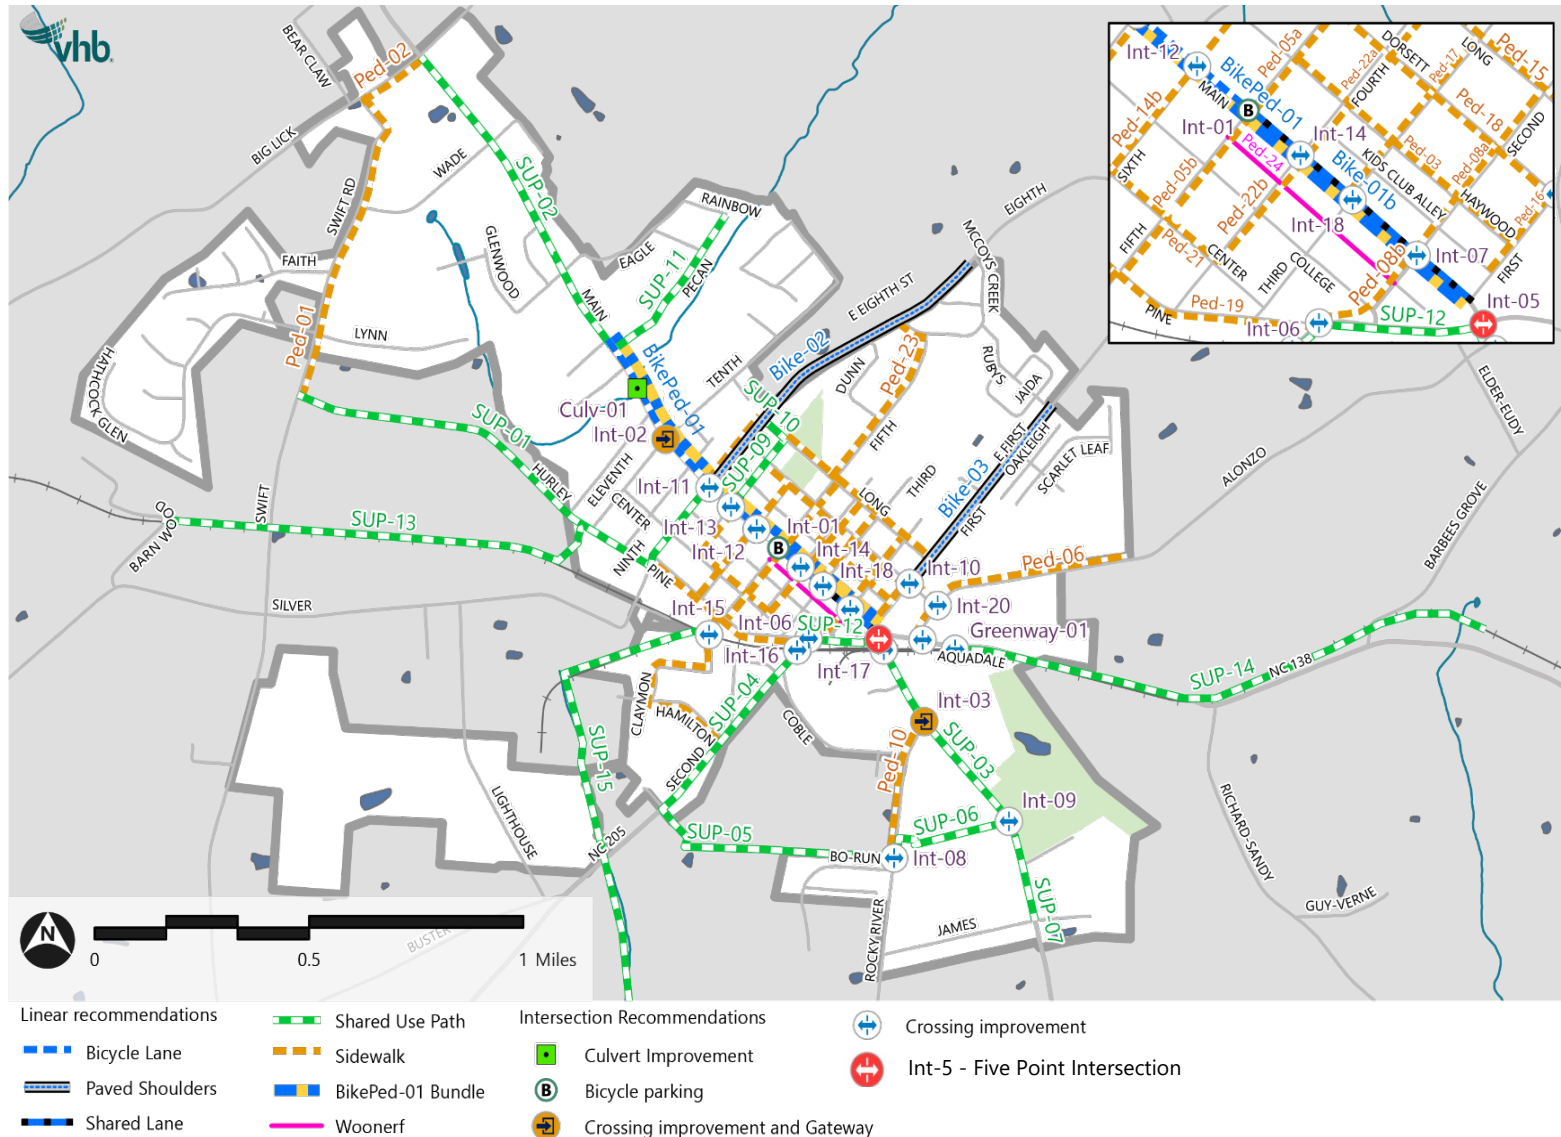 vhb
BEAR CLAW
Ped-02
BIG LICK
SWIFT RD
WADE
SUP-02
RAINBOW
EIGHTH
MCCOYS CREEK
FAITH
GLENWOOD
EAGLE
SUP-11
PECAN
MAIN
E EIGHTH ST
Ped-01
LYNN
HATHCOCK GLEN
BikePed-01
TENTH
Bike-02
DUNN
Ped-23
RUBYS
JAIDA
SUP-10
Culv-01
Int-02
SUP-01
HURLEY
ELEVENTH
CENTER
Int-11
SUP-09
FIFTH
LONG
THIRD
Bike-03
E FIRST
OAKLEIGH
SCARLET LEAF
FIRST
ELDER-EUDY
ALONZO
BARBEES GROVE
SWIFT
BARN WOOD
SUP-13
NINTH
PINE
Int-13
Int-12
Int-01
B
Int-14
Int-18
Int-10
Ped-06
Int-20
SILVER
Int-15
Int-06
SUP-12
Greenway-01
Int-16
Int-17
AQUADALE
SUP-14
NC 138
CLAYMON
HAMILTON
SUP-04
SECOND
COBLE
Int-03
SUP-03
Ped-10
SUP-15
LIGHTHOUSE
NC 205
SUP-05
BO-RUN
Int-08
SUP-06
Int-09
SUP-07
JAMES
ROCKY RIVER
RICHARD-SANDY
GUY-VERNE
BUSTER
Int-12
MAIN
BikePed-01
Ped-05a
Ped-22a
DORSETT
FOURTH
Ped-17
LONG
Ped-15
Ped-14b
B
Int-01
Int-14
Ped-18
SECOND
SIXTH
Ped-05b
Ped-24
Bike-01b
KIDS CLUB ALLEY
Ped-03
Ped-08a
HAYWOOD
Ped-16
Ped-22b
Int-18
FIFTH
Ped-21
CENTER
THIRD
COLLEGE
Ped-08b
Int-07
FIRST
PINE
Ped-19
Int-06
SUP-12
Int-05
N
0 0.5 1 Miles
Linear recommendations
Bicycle Lane
Paved Shoulders
Shared Lane
Shared Use Path
Sidewalk
BikePed-01 Bundle
Woonerf
Intersection Recommendations
Culvert Improvement
B Bicycle parking
Crossing improvement and Gateway
Crossing improvement
Int-5 - Five Point Intersection